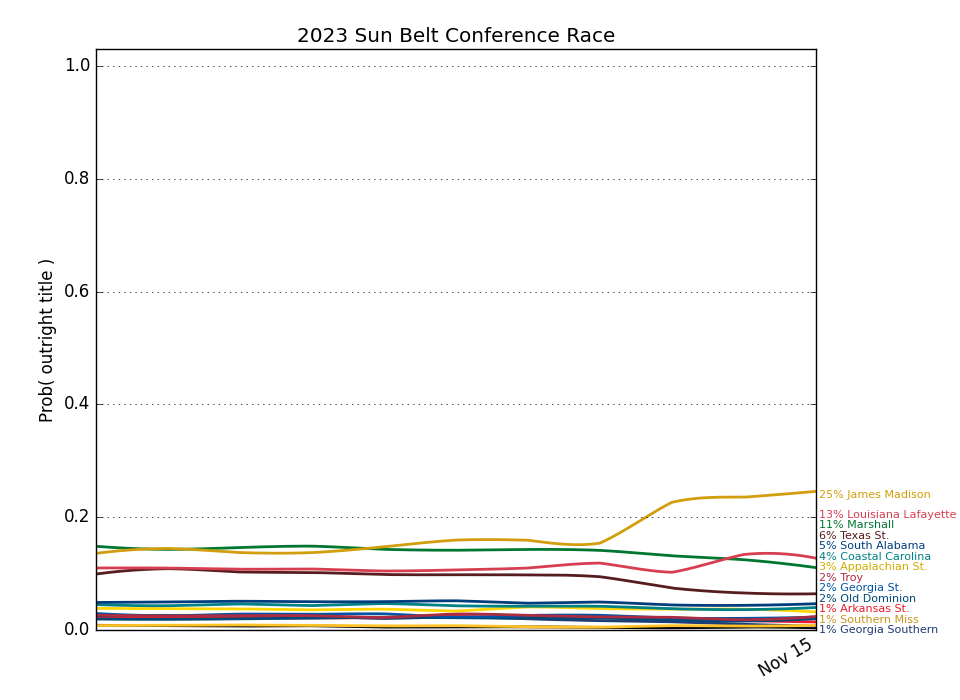 2023 Sun Belt Conference Race
Prob( outright title )
1.0
0.8
0.6
0.4
0.2
0.0
25% James Madison
13% Louisiana Lafayette
11% Marshall
6% Texas St.
5% South Alabama
4% Coastal Carolina
3% Appalachian St.
2% Troy
2% Georgia St.
2% Old Dominion
1% Arkansas St.
1% Southern Miss
1% Georgia Southern
Nov 15